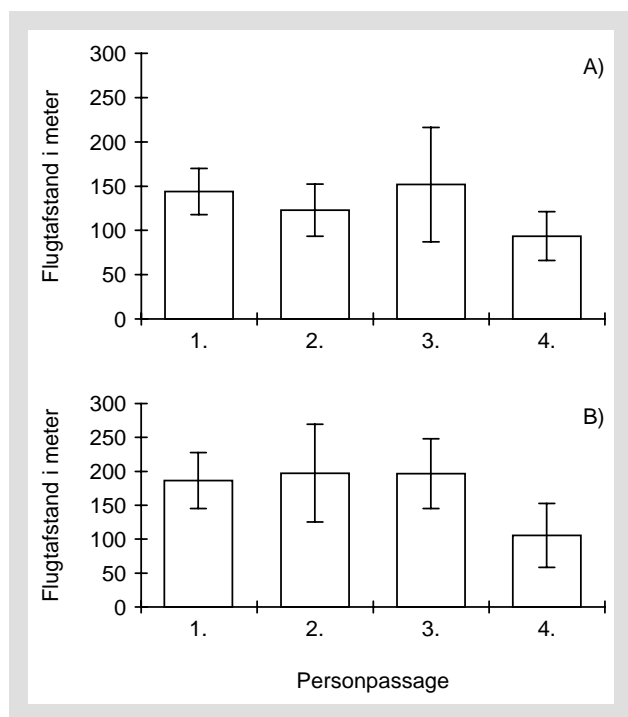 A)
Flugtafstand i meter
300
250
200
150
100
50
0
1. 2. 3. 4.
B)
Flugtafstand i meter
300
250
200
150
100
50
0
1. 2. 3. 4.
Personpassage